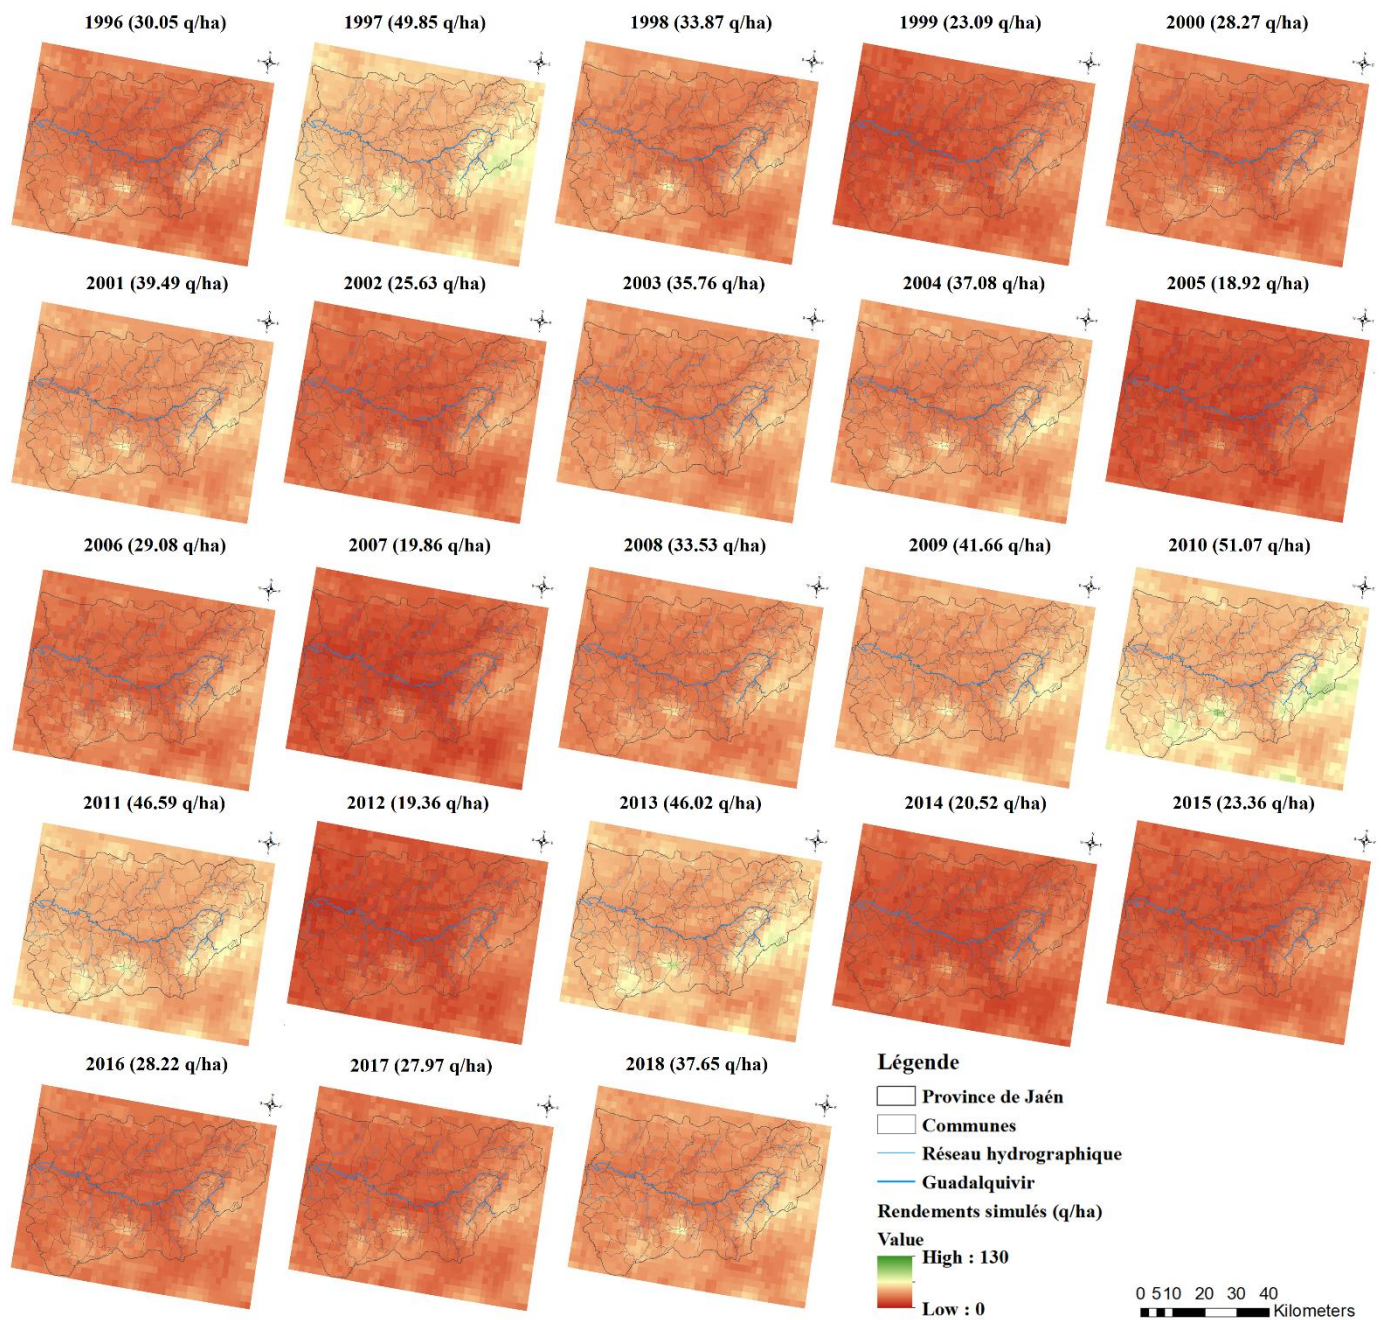 1996 (30.05 q/ha)
1997 (49.85 q/ha)
1998 (33.87 q/ha)
1999 (23.09 q/ha)
2000 (28.27 q/ha)
2001 (39.49 q/ha)
2002 (25.63 q/ha)
2003 (35.76 q/ha)
2004 (37.08 q/ha)
2005 (18.92 q/ha)
2006 (29.08 q/ha)
2007 (19.86 q/ha)
2008 (33.53 q/ha)
2009 (41.66 q/ha)
2010 (51.07 q/ha)
2011 (46.59 q/ha)
2012 (19.36 q/ha)
2013 (46.02 q/ha)
2014 (20.52 q/ha)
2015 (23.36 q/ha)
2016 (28.22 q/ha)
2017 (27.97 q/ha)
2018 (37.65 q/ha)
Légende
Province de Jaén
Communes
Réseau hydrographique
Guadalquivir
Rendements simulés (q/ha)
Value
High : 130
Low : 0
0 5 10 20 30 40
Kilometers